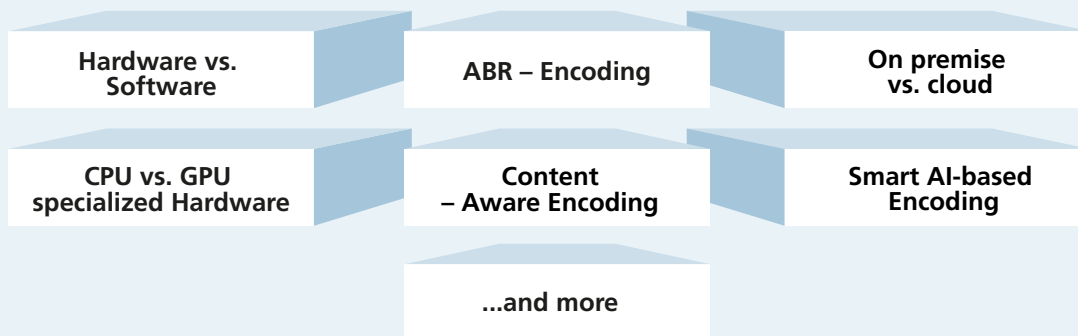 Hardware vs.
Software
ABR – Encoding
On premise
vs. cloud
CPU vs. GPU
specialized Hardware
Content
– Aware Encoding
Smart AI-based
Encoding
...and more